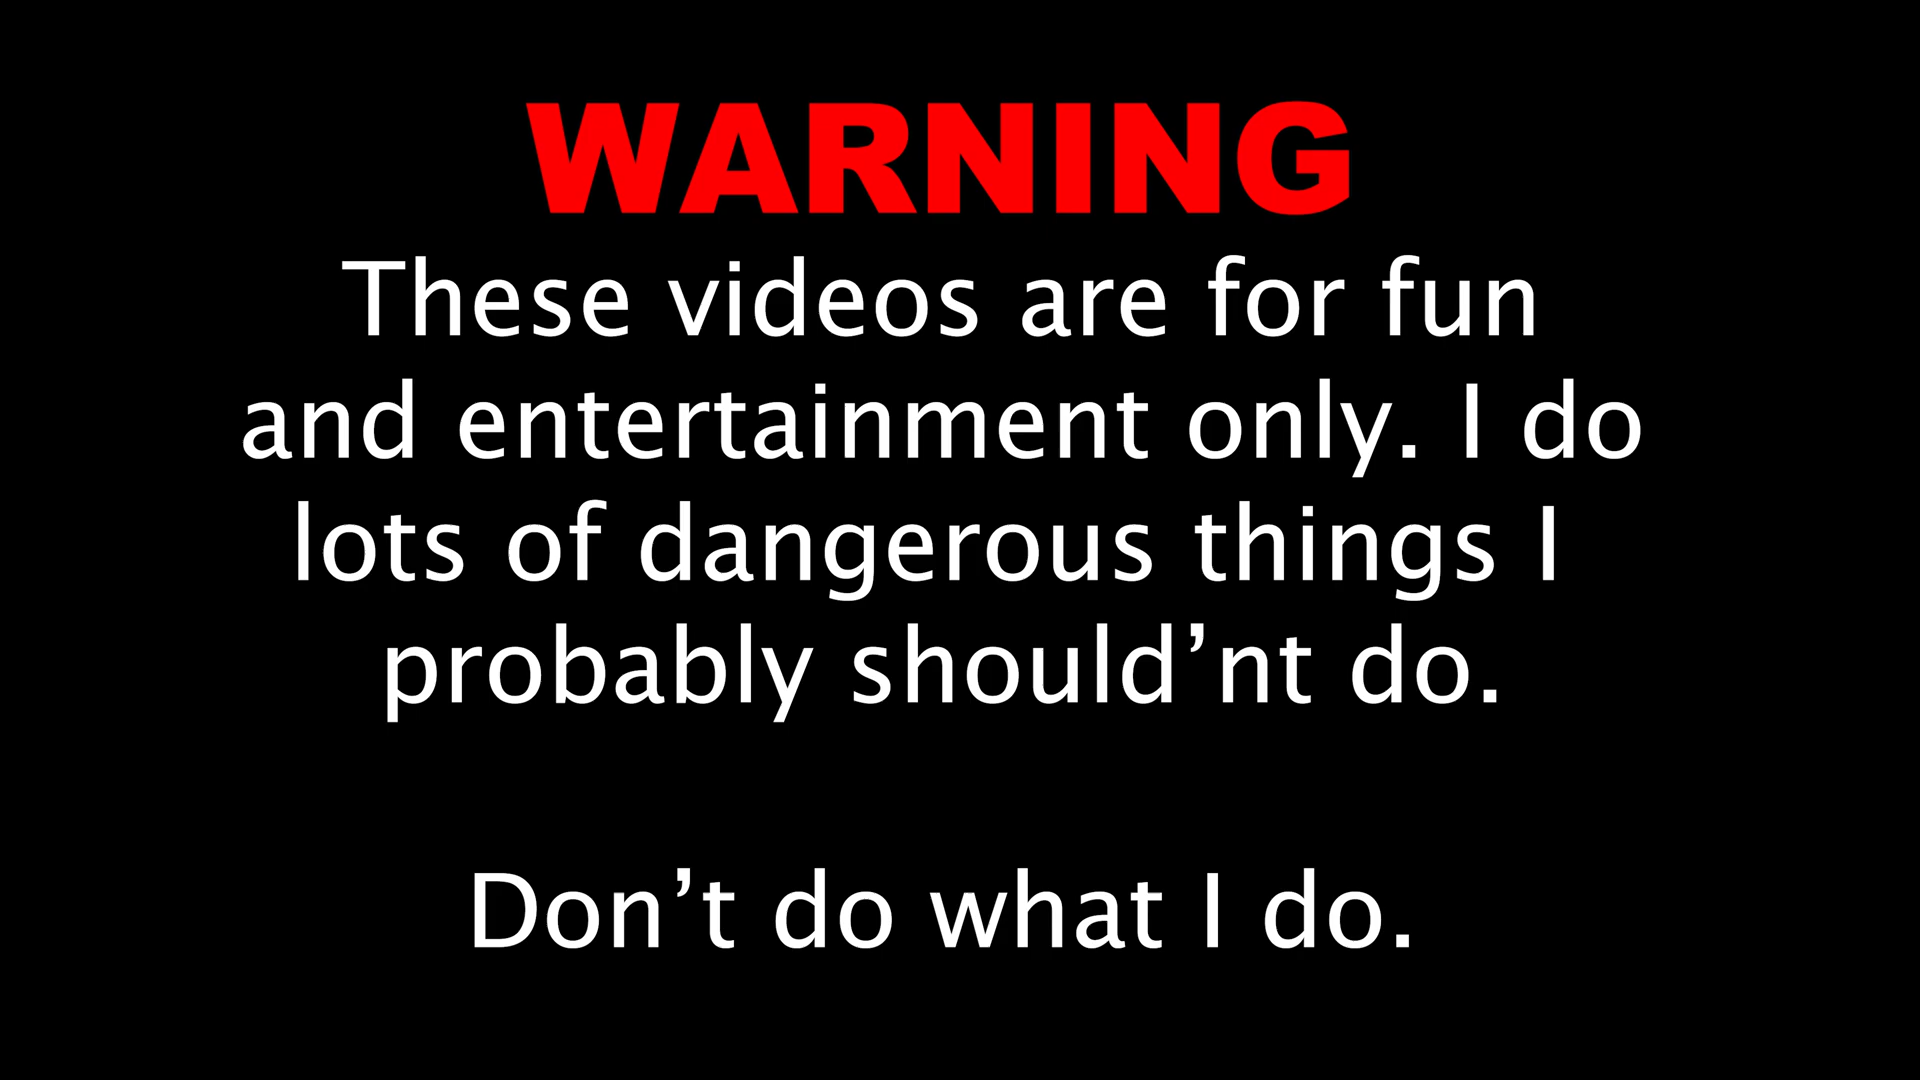 WARNING
These videos are for fun
and entertainment only. I do
lots of dangerous things I
probably should’nt do.
Don’t do what I do.